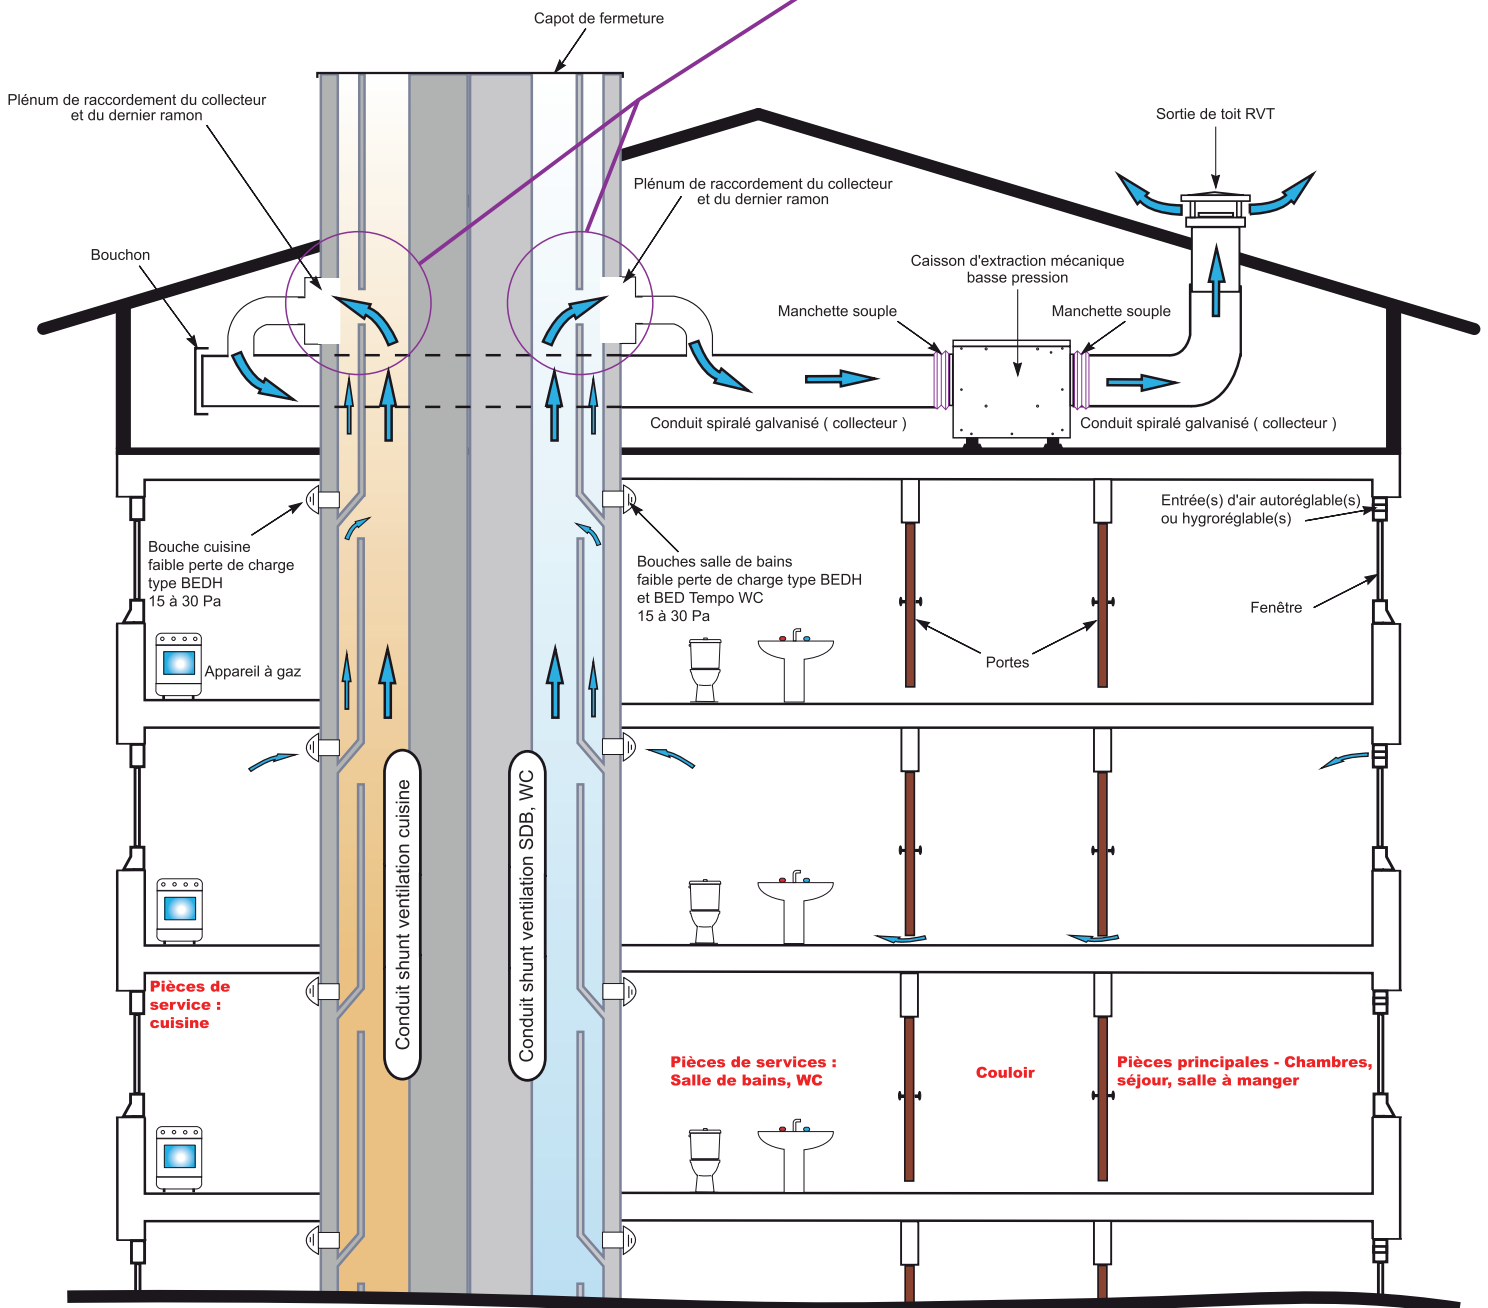 Capot de fermeture
Plénum de raccordement du collecteur
et du dernier ramon
Sortie de toit RVT
Plénum de raccordement du collecteur
et du dernier ramon
Bouchon
Caisson d'extraction mécanique
basse pression
Manchette souple
Manchette souple
Conduit spiralé galvanisé ( collecteur )
Conduit spiralé galvanisé ( collecteur )
Entrée(s) d'air autoréglable(s)
ou hygroréglable(s)
Bouche cuisine
faible perte de charge
type BEDH
15 à 30 Pa
Bouches salle de bains
faible perte de charge type BEDH
et BED Tempo WC
15 à 30 Pa
Fenêtre
Portes
Appareil à gaz
Conduit shunt ventilation cuisine
Conduit shunt ventilation SDB, WC
Pièces de
service :
cuisine
Pièces de services :
Salle de bains, WC
Couloir
Pièces principales - Chambres,
séjour, salle à manger